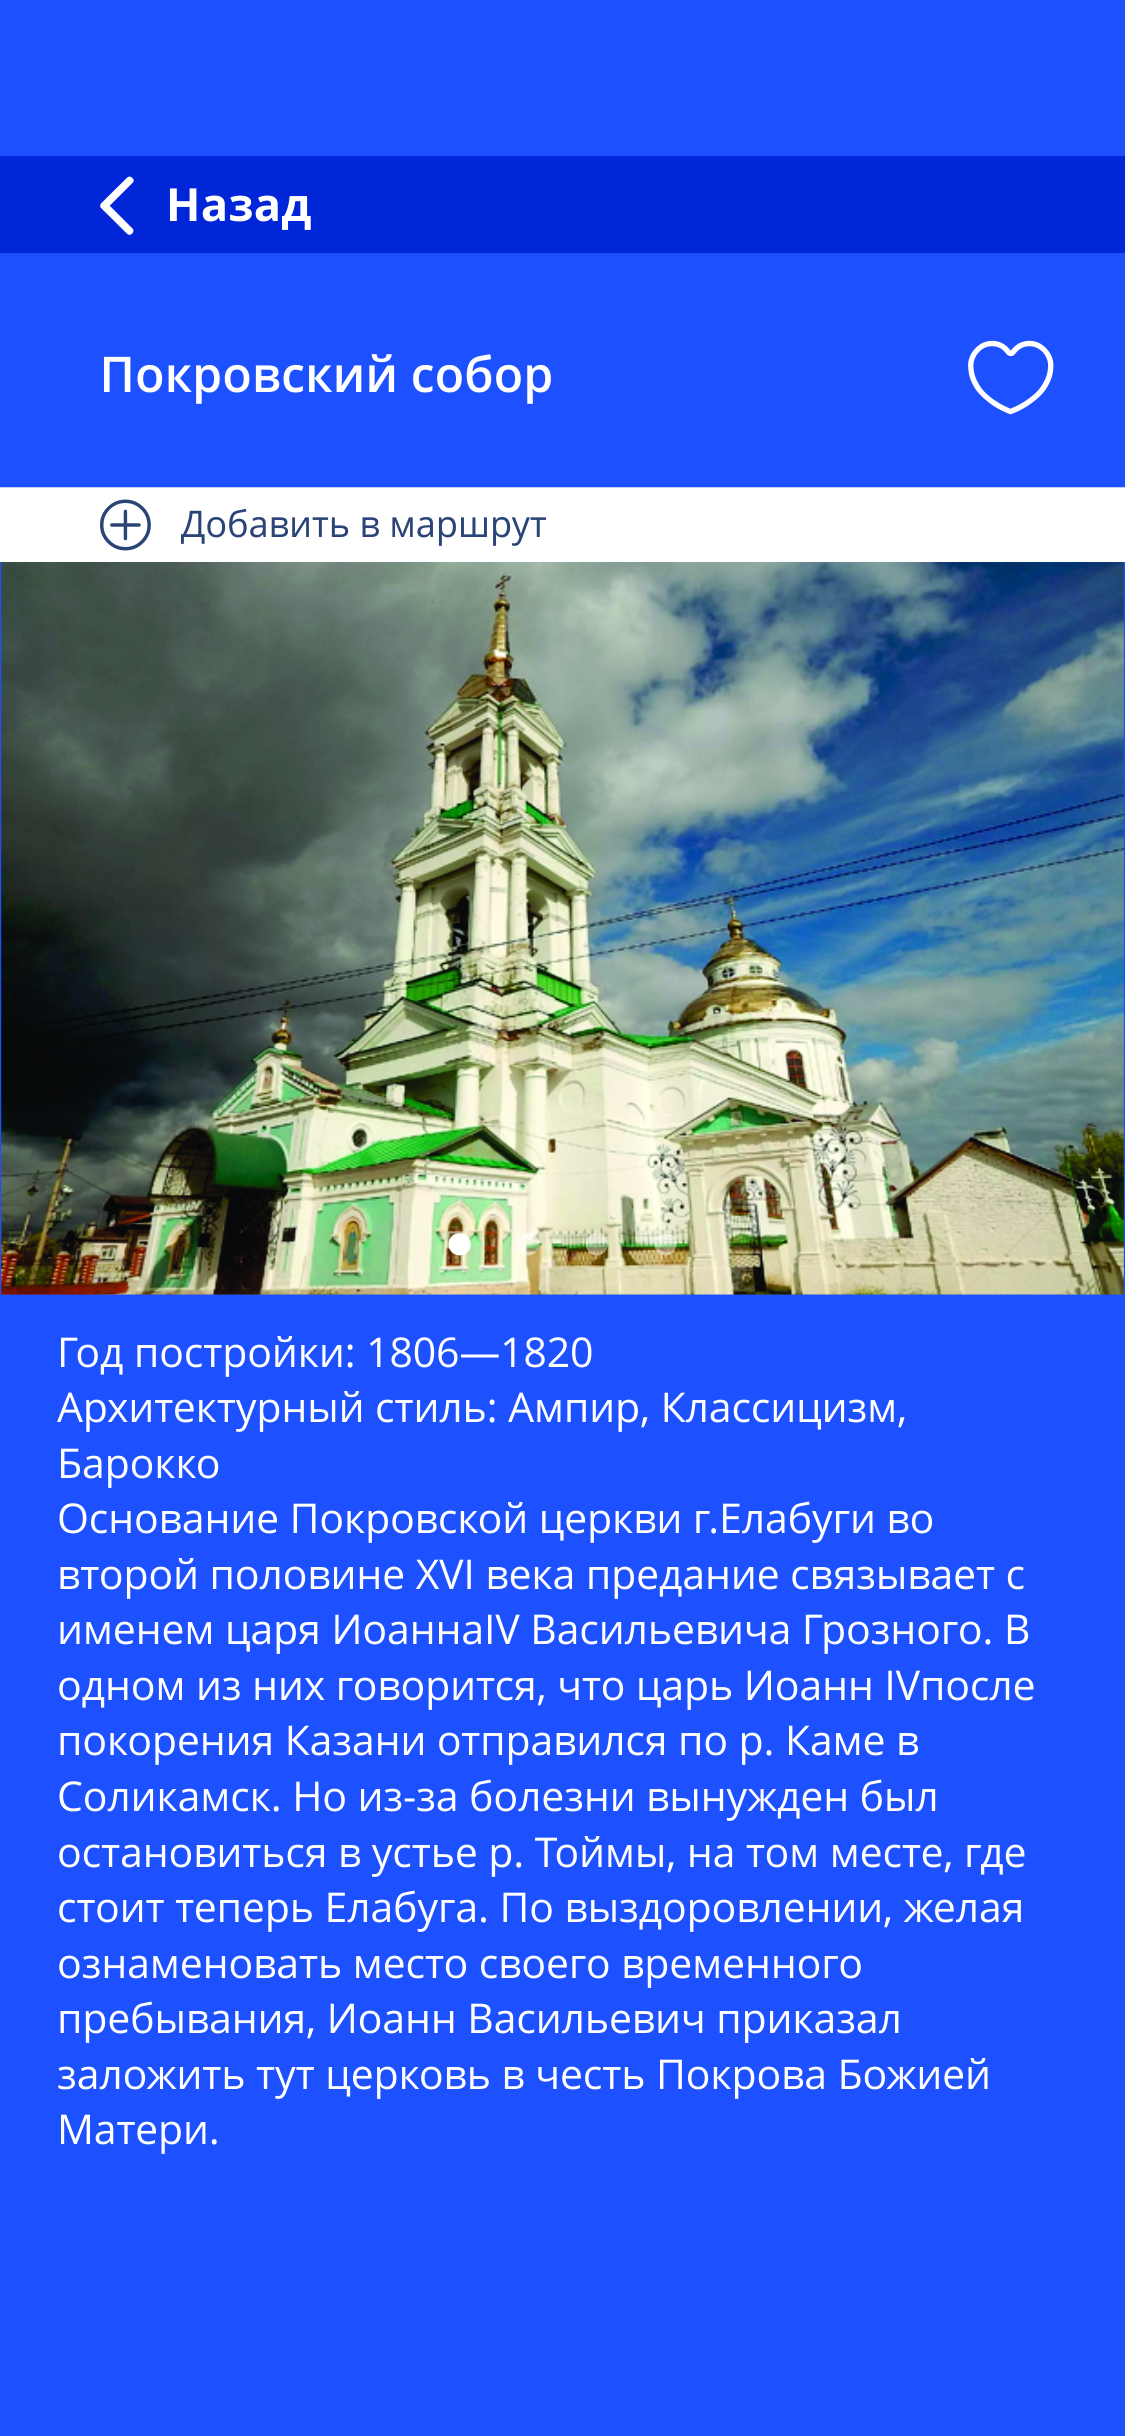 Назад
Покровский собор
Добавить в маршрут
Год постройки: 1806—1820
Архитектурный стиль: Ампир, Классицизм,
Барокко
Основание Покровской церкви г.Елабуги во
второй половине XVI века предание связывает с
именем царя ИоаннаIV Васильевича Грозного. В
одном из них говорится, что царь Иоанн IVпосле
покорения Казани отправился по р. Каме в
Соликамск. Но из-за болезни вынужден был
остановиться в устье р. Тоймы, на том месте, где
стоит теперь Елабуга. По выздоровлении, желая
ознаменовать место своего временного
пребывания, Иоанн Васильевич приказал
заложить тут церковь в честь Покрова Божией
Матери.